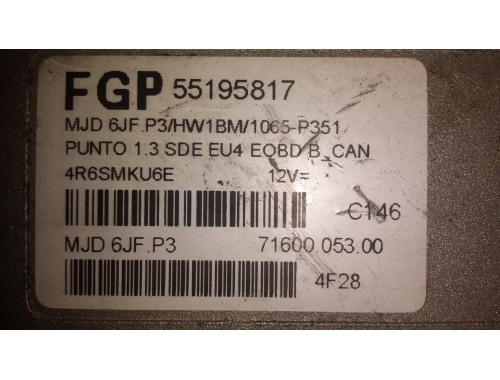 FGP 55195817
MJD 6JF.P3/HW1BM/1065-P351
PUNTO 1.3 SDE EU4 EOBD B_CAN
4R6SMKU6E 12V=
C146
MJD 6JF.P3 71600.053.00
4F28